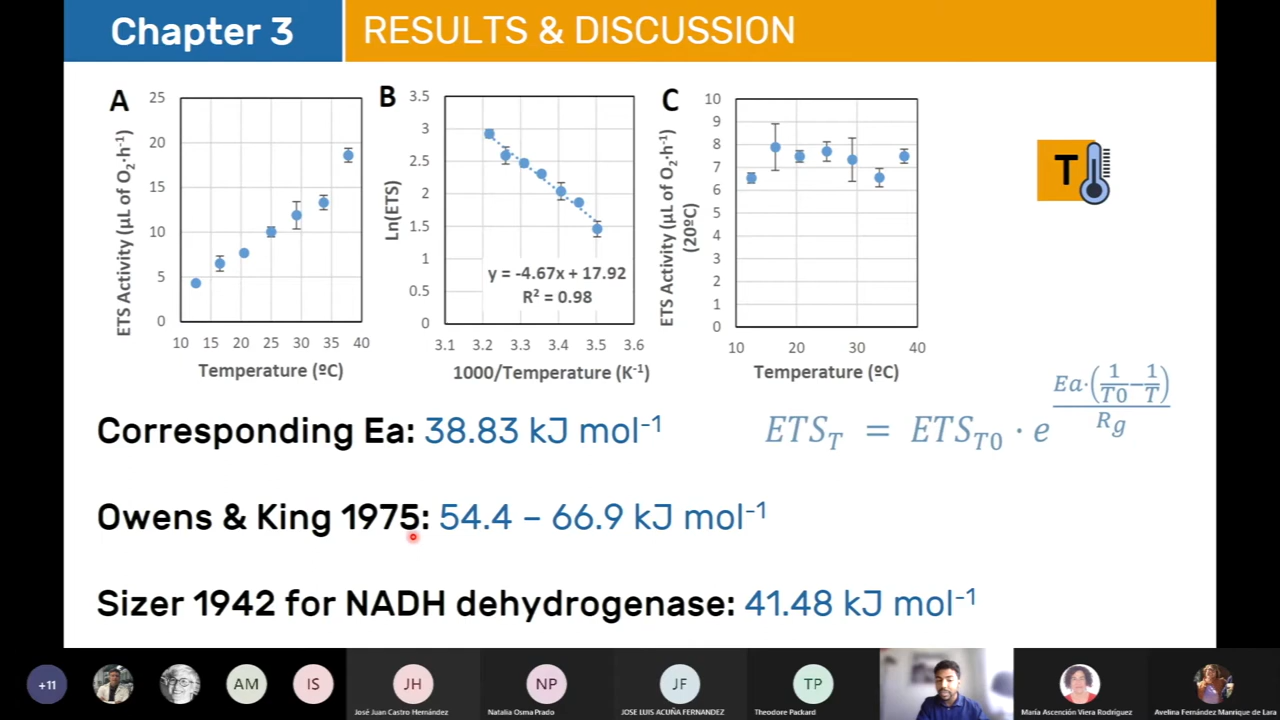 Chapter 3
RESULTS & DISCUSSION
A
25
20
15
10
5
0
10 15 20 25 30 35 40
ETS Activity (µL of O₂·h⁻¹)
Temperature (ºC)
B
3.5
3
2.5
2
1.5
1
0.5
0
3.1 3.2 3.3 3.4 3.5 3.6
Ln(ETS)
y = -4.67x + 17.92
R² = 0.98
1000/Temperature (K⁻¹)
C
10
9
8
7
6
5
4
3
2
1
0
10 20 30 40
ETS Activity (µL of O₂·h⁻¹)
(20ºC)
Temperature (ºC)
T
Corresponding Ea: 38.83 kJ mol⁻¹
ETS_T = ETS_T0 · e^(Ea·(1/T0−1/T)/Rg)
Owens & King 1975: 54.4 – 66.9 kJ mol⁻¹
Sizer 1942 for NADH dehydrogenase: 41.48 kJ mol⁻¹
+11
AM
IS
JH
José Juan Castro Hernández
NP
Natalia Osma Prado
JF
JOSE LUIS ACUÑA FERNANDEZ
TP
Theodore Packard
María Ascención Viera Rodríguez
Avelina Fernández Manrique de Lara